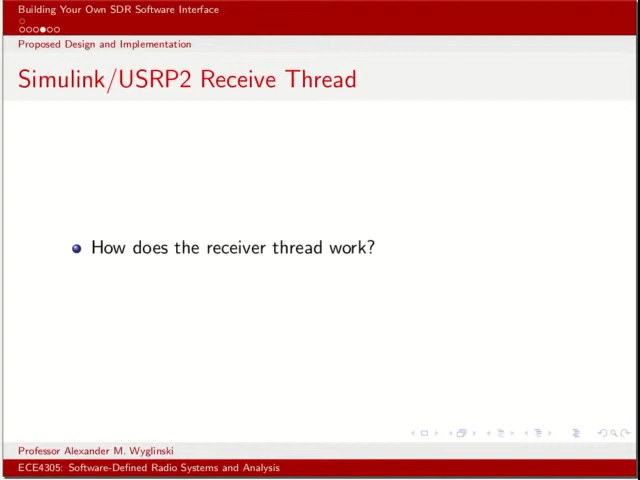 Building Your Own SDR Software Interface
Proposed Design and Implementation
Simulink/USRP2 Receive Thread
How does the receiver thread work?
Professor Alexander M. Wyglinski
ECE4305: Software-Defined Radio Systems and Analysis